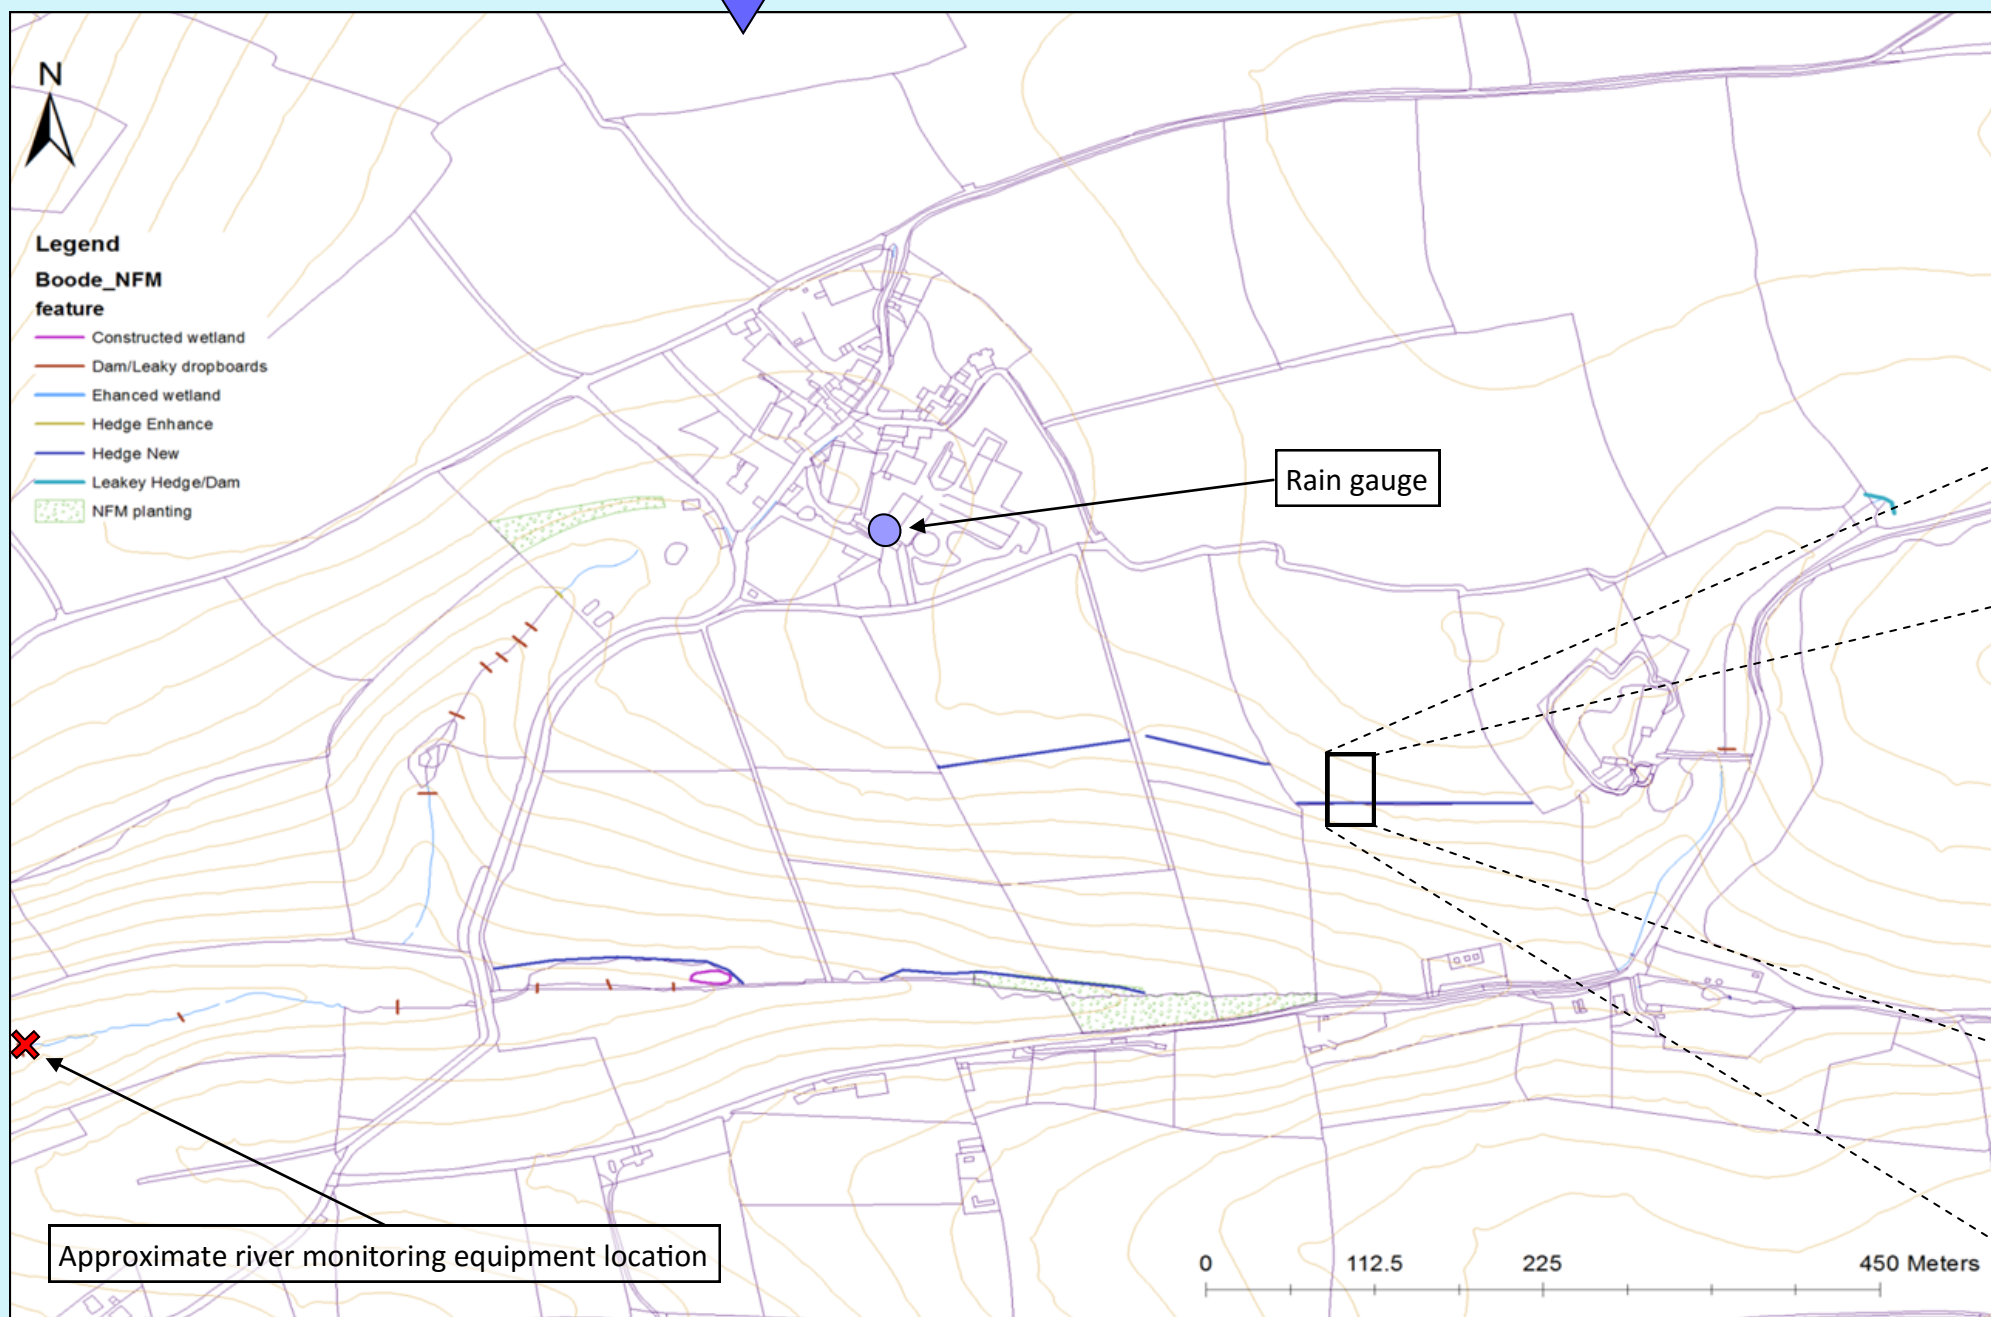 N
Legend
Boode_NFM
feature
Constructed wetland
Dam/Leaky dropboards
Ehanced wetland
Hedge Enhance
Hedge New
Leakey Hedge/Dam
NFM planting
Rain gauge
Approximate river monitoring equipment location
0 112.5 225 450 Meters